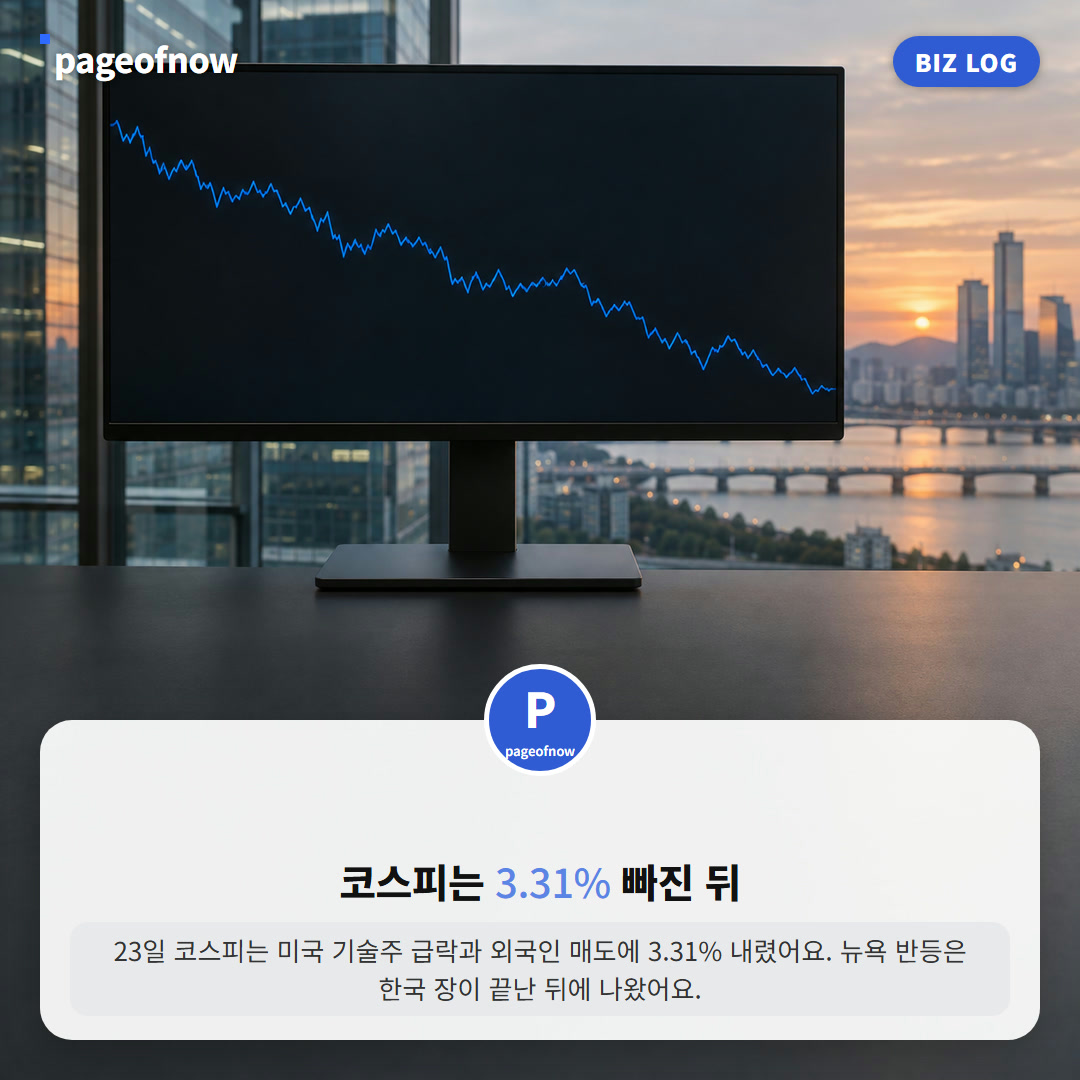 pageofnow
BIZ LOG
P
pageofnow
코스피는 3.31% 빠진 뒤
23일 코스피는 미국 기술주 급락과 외국인 매도에 3.31% 내렸어요. 뉴욕 반등은
한국 장이 끝난 뒤에 나왔어요.